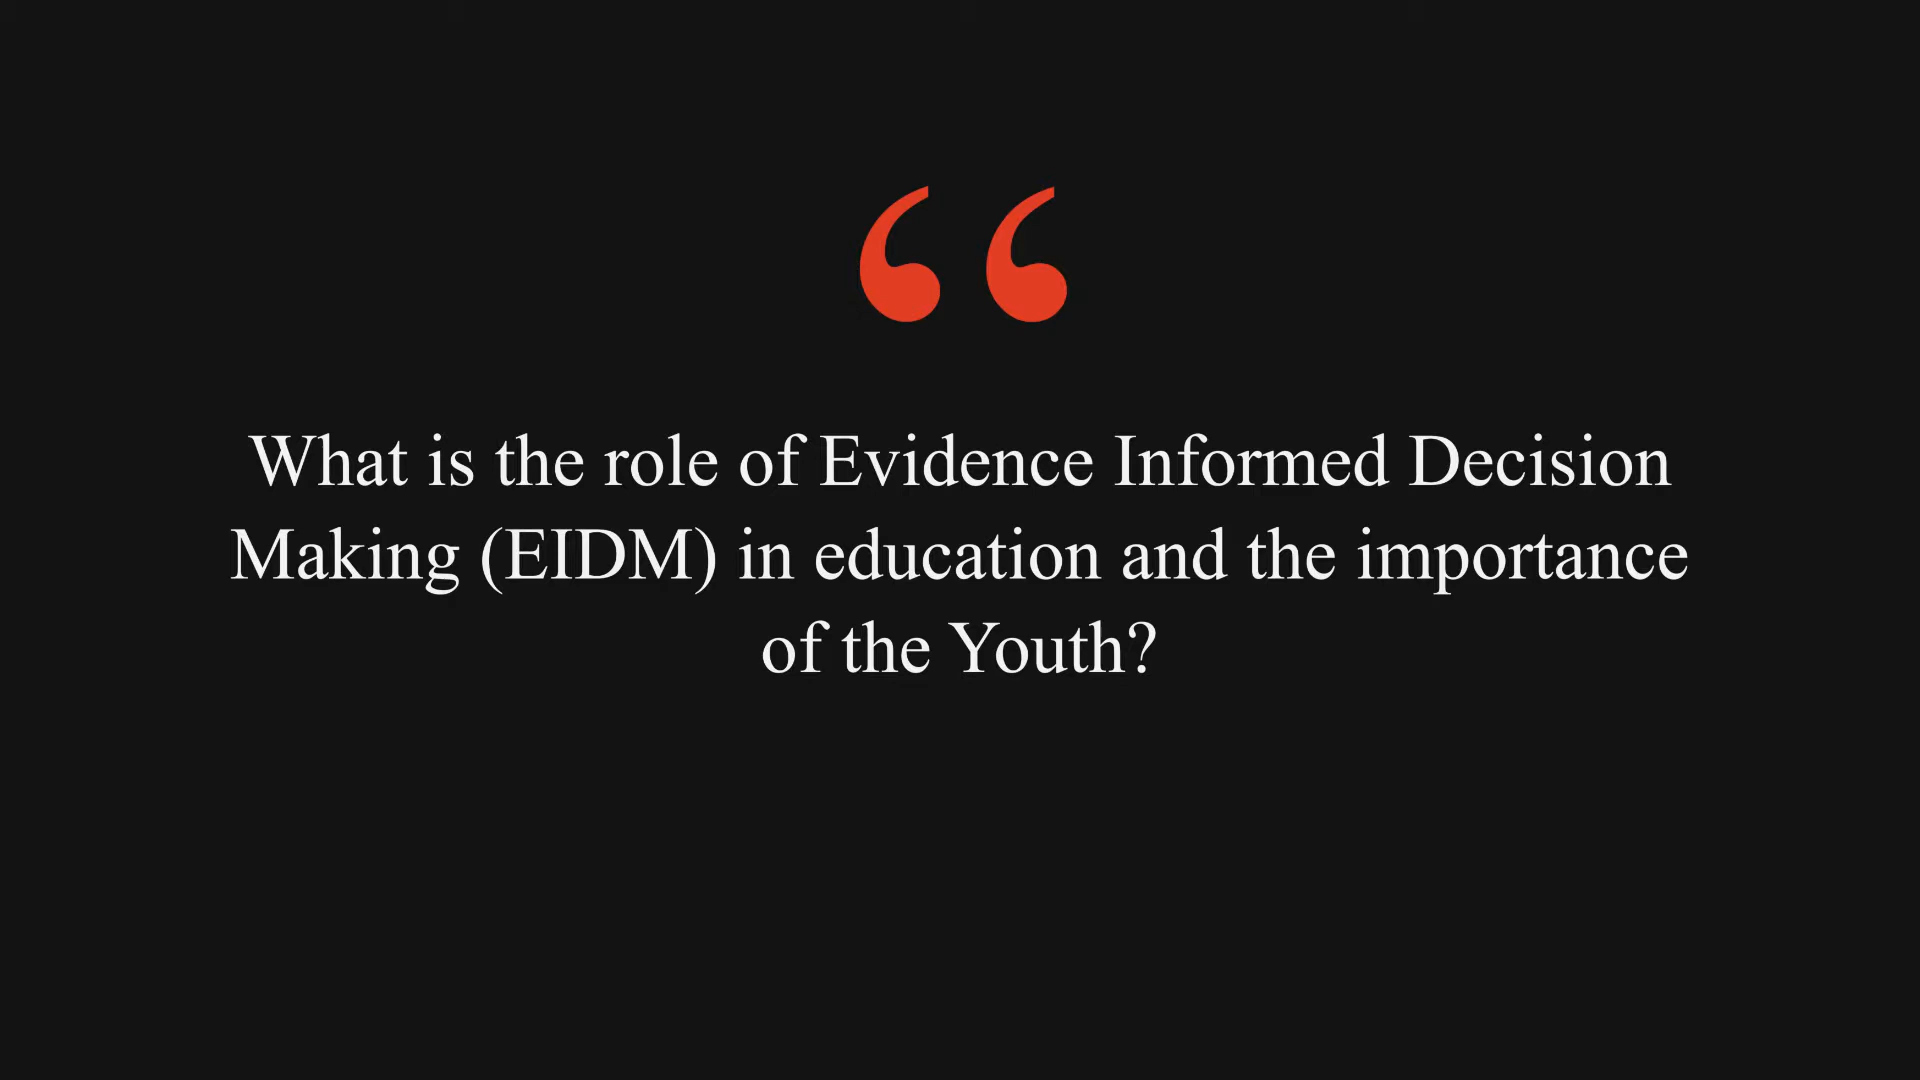 “
What is the role of Evidence Informed Decision
Making (EIDM) in education and the importance
of the Youth?